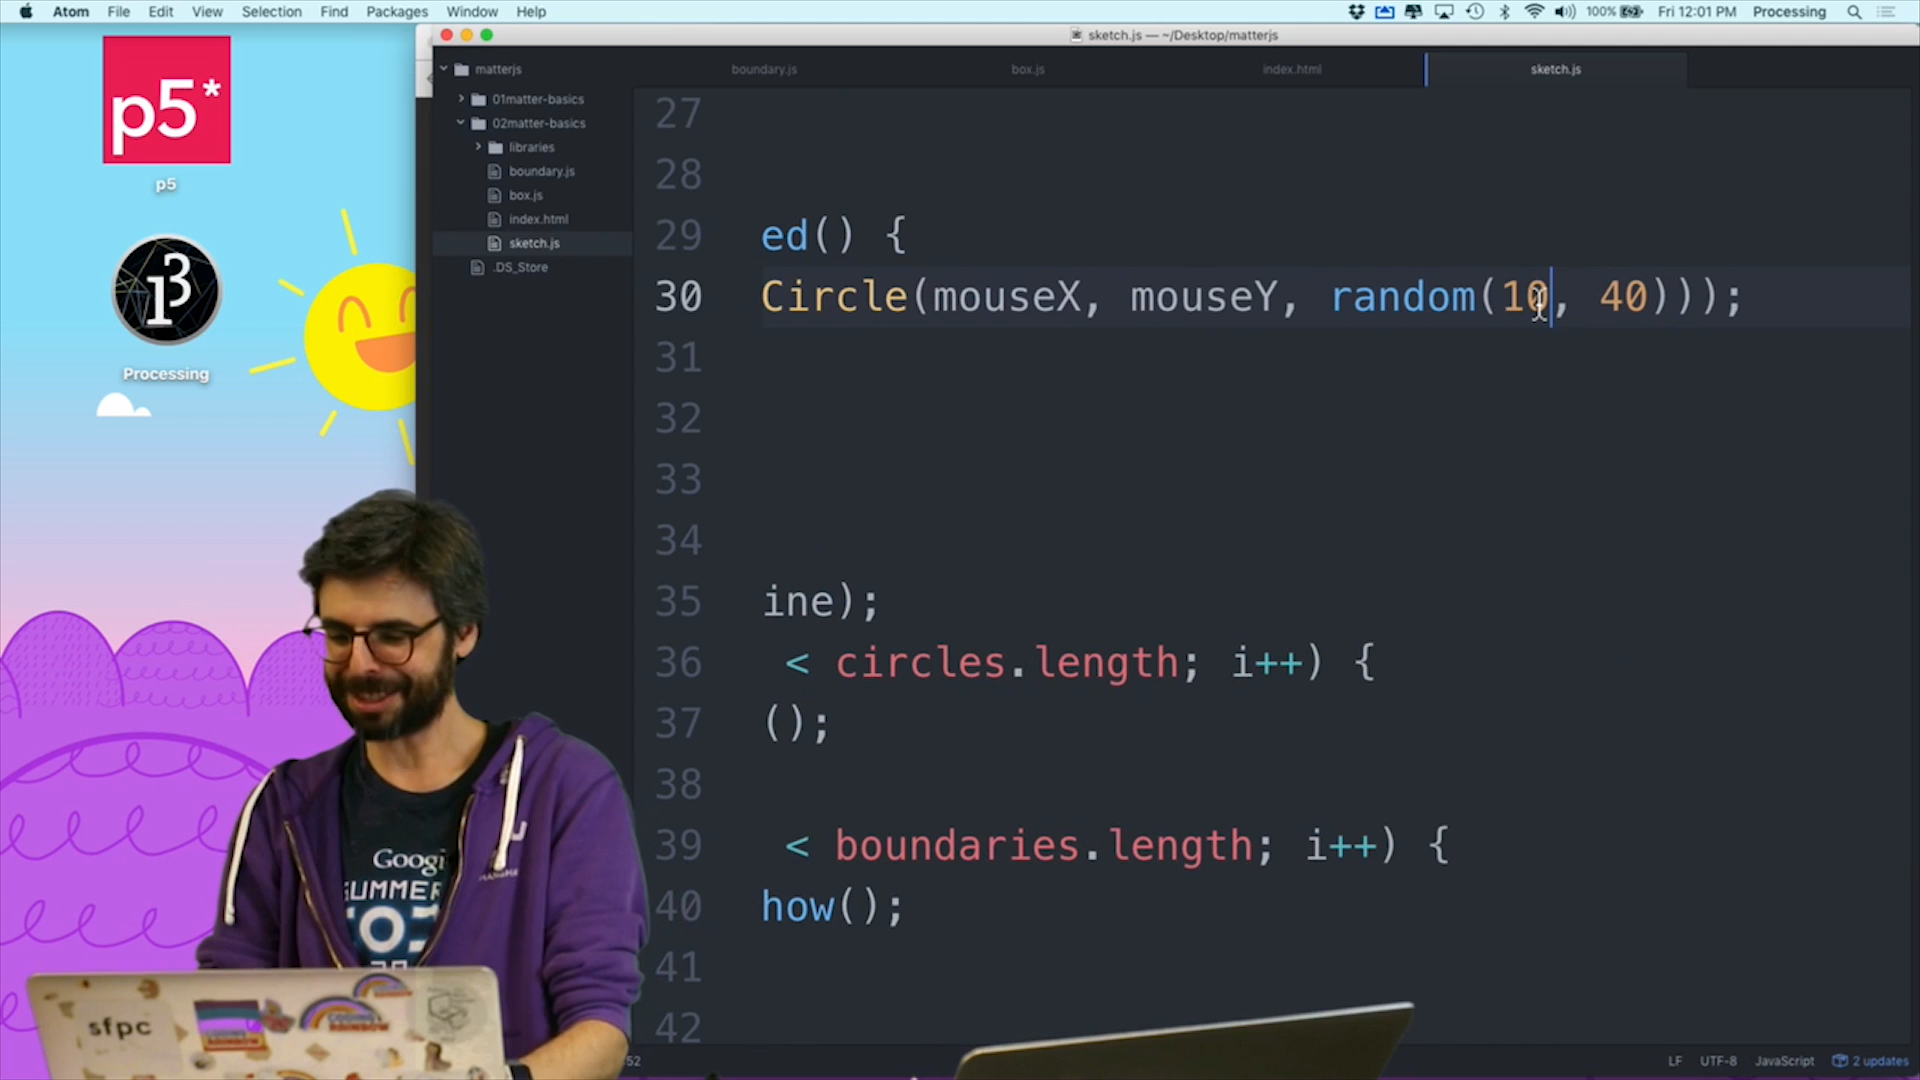 Atom File Edit View Selection Find Packages Window Help 100% Fri 12:01 PM Processing
sketch.js — ~/Desktop/matterjs
p5*
p5
Processing
matterjs
01matter-basics
02matter-basics
libraries
boundary.js
box.js
index.html
sketch.js
.DS_Store
boundary.js box.js index.html sketch.js
27
28
29 ed() {
30 Circle(mouseX, mouseY, random(10, 40)));
31
32
33
34
35 ine);
36 < circles.length; i++) {
37 ();
38
39 < boundaries.length; i++) {
40 how();
41
42
52 LF UTF-8 JavaScript 2 updates
Googl
SUMMER
sfpc